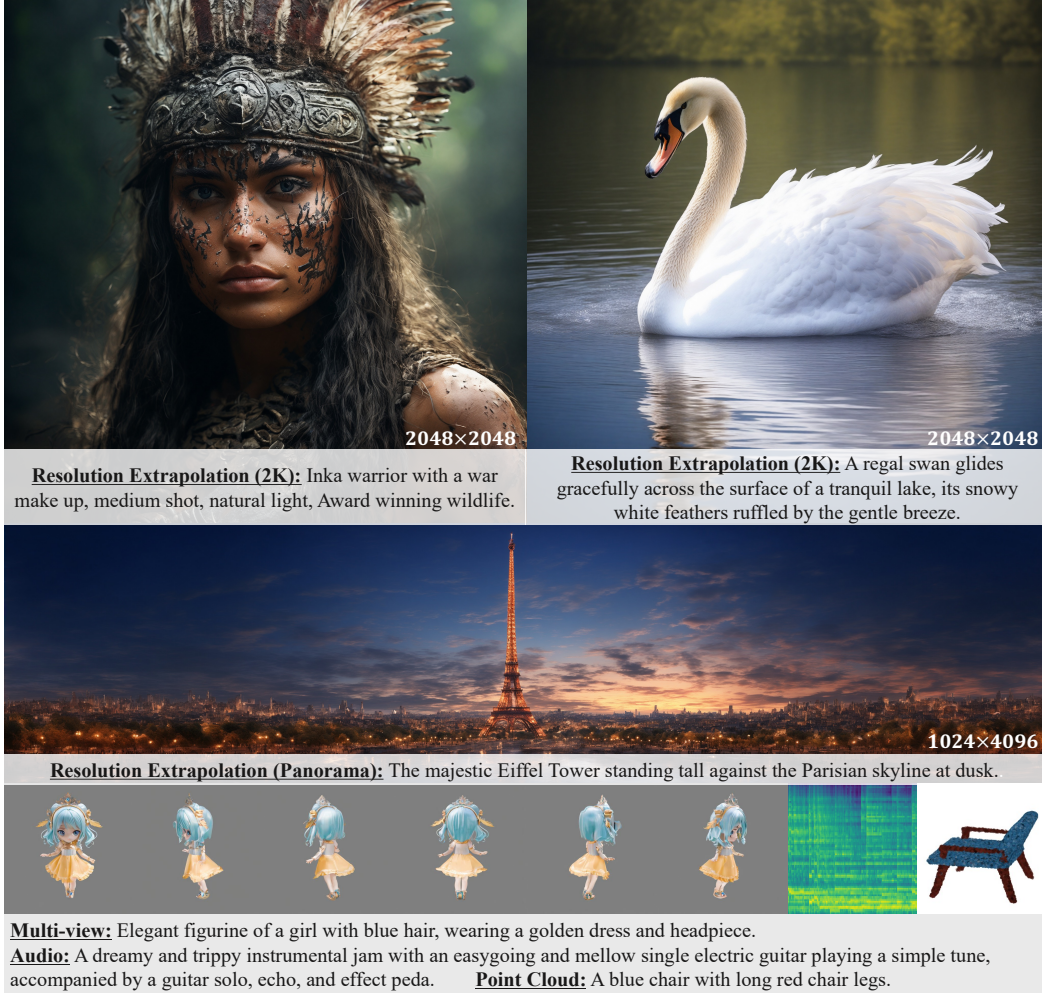 2048×2048
Resolution Extrapolation (2K): Inka warrior with a war
make up, medium shot, natural light, Award winning wildlife.
2048×2048
Resolution Extrapolation (2K): A regal swan glides
gracefully across the surface of a tranquil lake, its snowy
white feathers ruffled by the gentle breeze.
1024×4096
Resolution Extrapolation (Panorama): The majestic Eiffel Tower standing tall against the Parisian skyline at dusk.
Multi-view: Elegant figurine of a girl with blue hair, wearing a golden dress and headpiece.
Audio: A dreamy and trippy instrumental jam with an easygoing and mellow single electric guitar playing a simple tune,
accompanied by a guitar solo, echo, and effect peda. Point Cloud: A blue chair with long red chair legs.